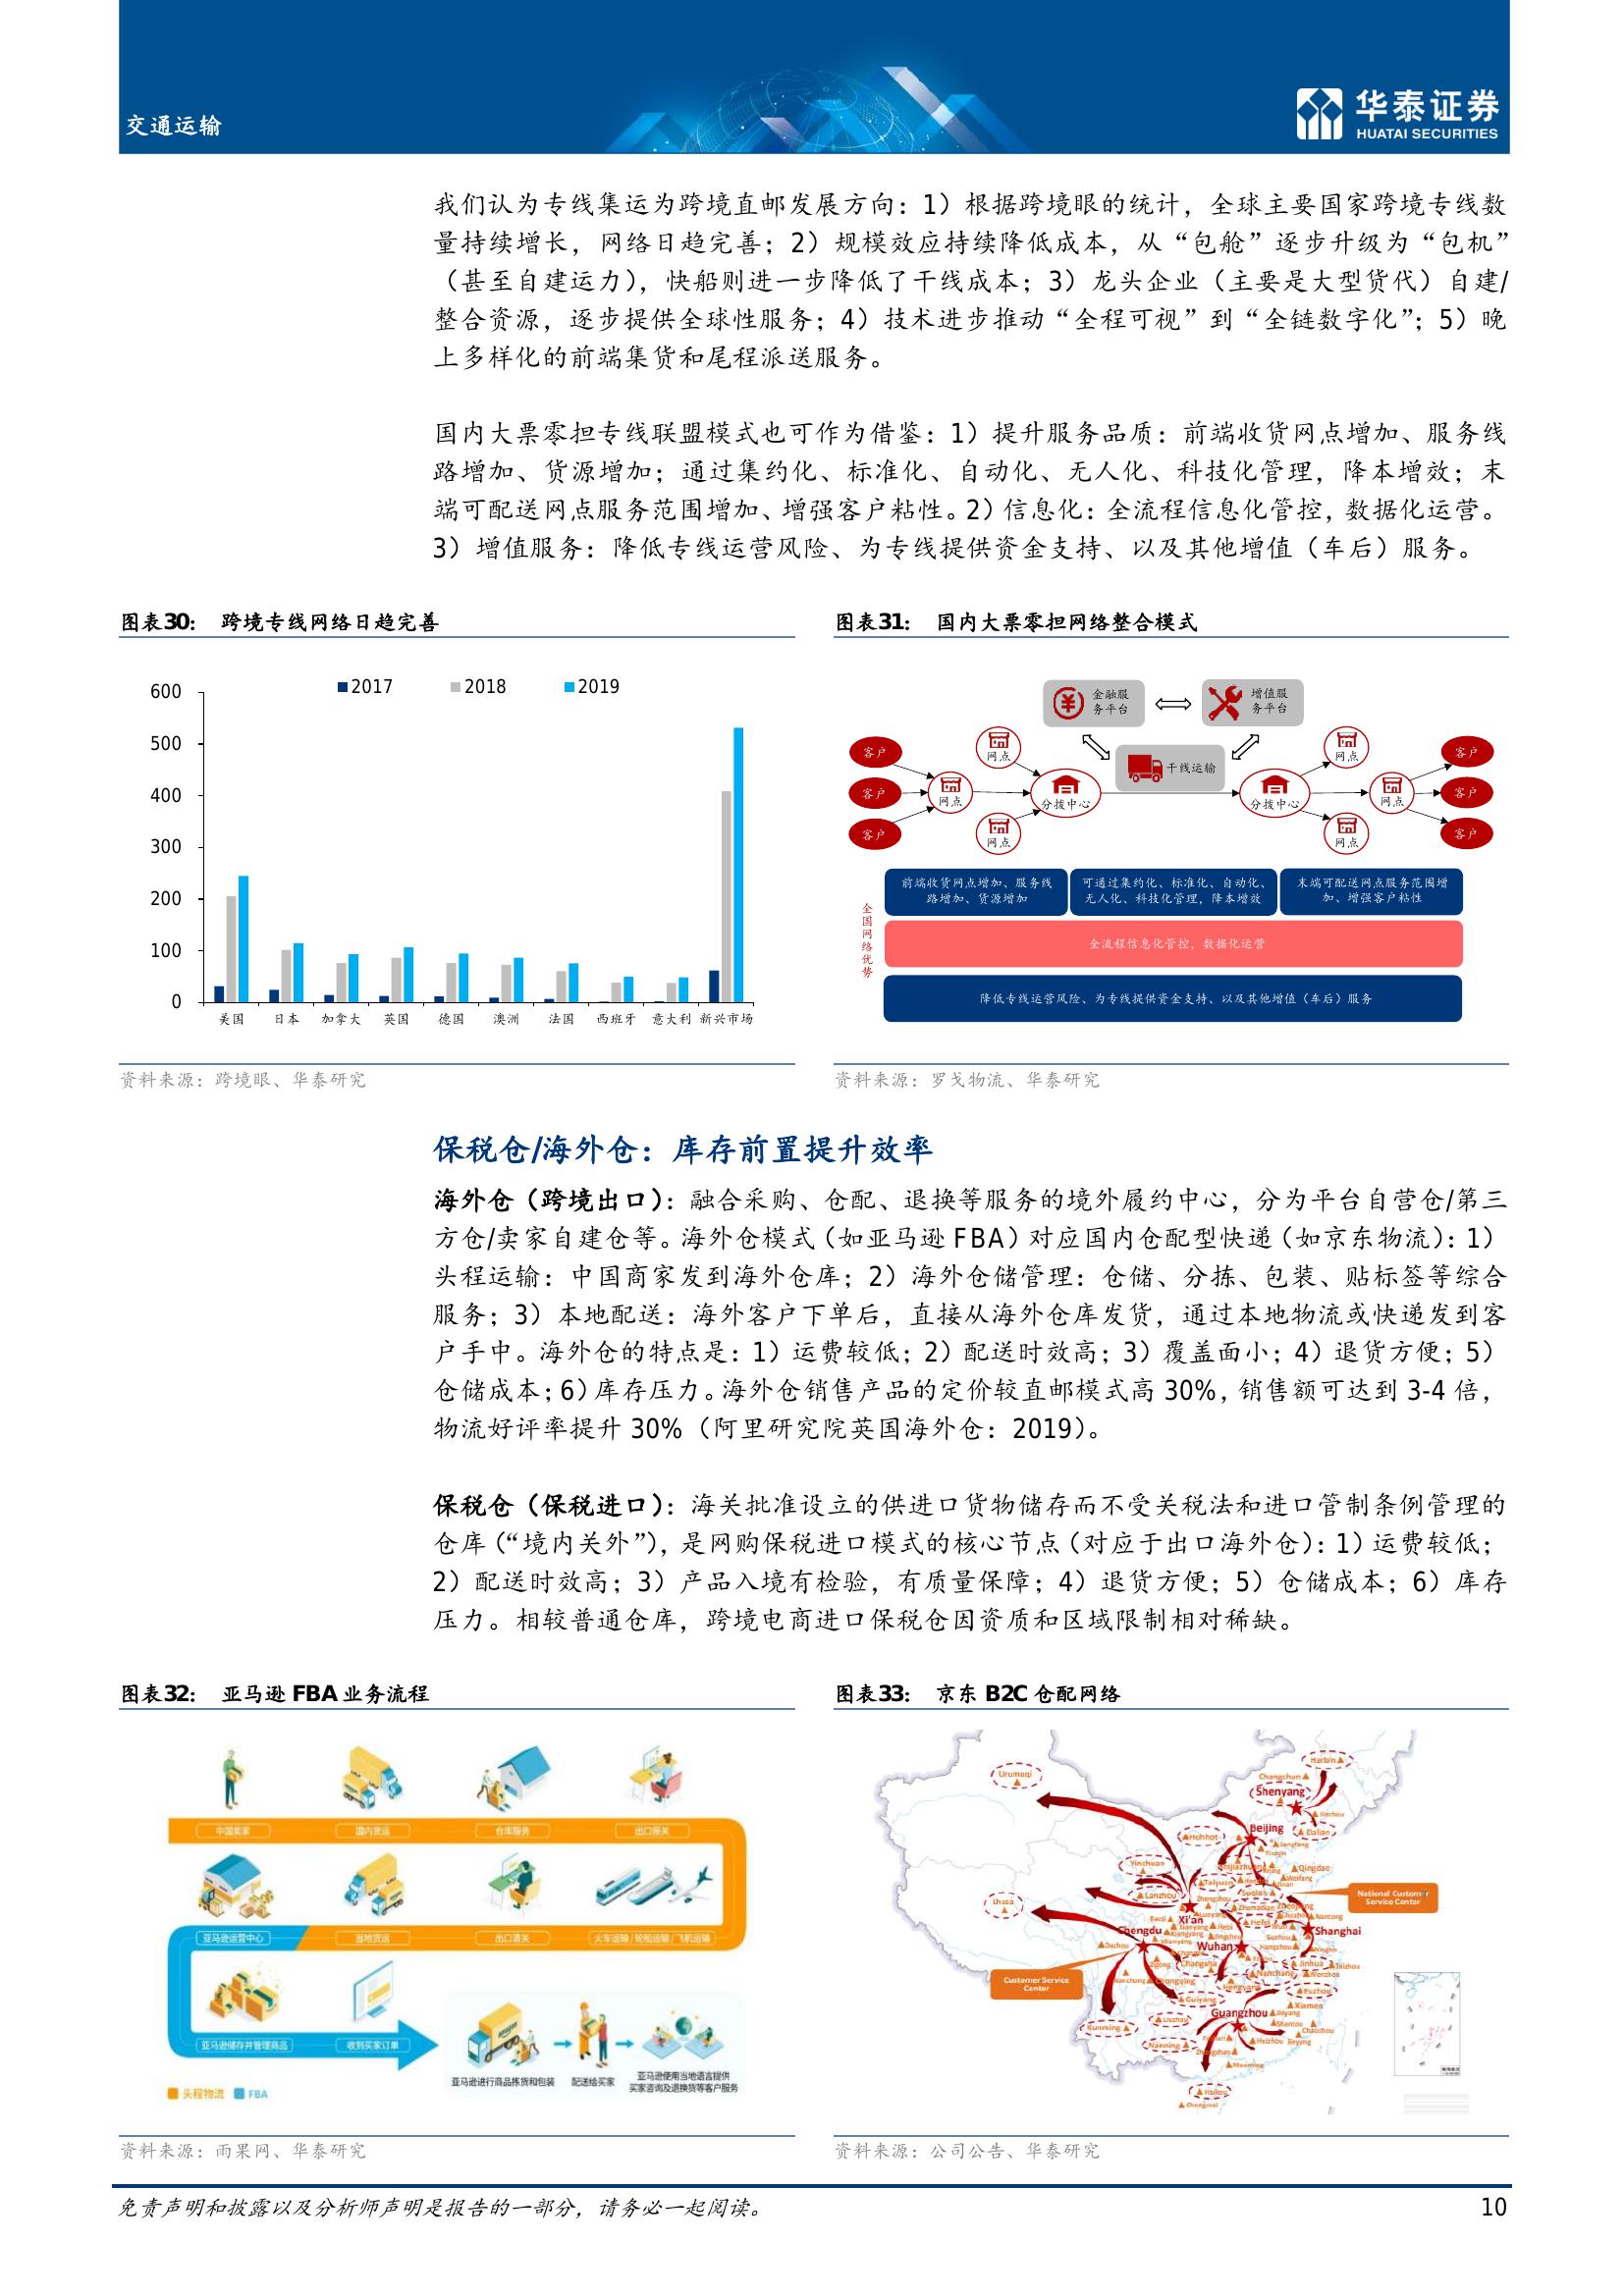 交通运输
华泰证券
HUATAI SECURITIES
我们认为专线集运为跨境直邮发展方向：1）根据跨境眼的统计，全球主要国家跨境专线数
量持续增长，网络日趋完善；2）规模效应持续降低成本，从“包舱”逐步升级为“包机”
（甚至自建运力），快船则进一步降低了干线成本；3）龙头企业（主要是大型货代）自建/
整合资源，逐步提供全球性服务；4）技术进步推动“全程可视”到“全链数字化”；5）晚
上多样化的前端集货和尾程派送服务。
国内大票零担专线联盟模式也可作为借鉴：1）提升服务品质：前端收货网点增加、服务线
路增加、货源增加；通过集约化、标准化、自动化、无人化、科技化管理，降本增效；末
端可配送网点服务范围增加、增强客户粘性。2）信息化：全流程信息化管控，数据化运营。
3）增值服务：降低专线运营风险、为专线提供资金支持、以及其他增值（车后）服务。
图表30： 跨境专线网络日趋完善
2017 2018 2019
600
500
400
300
200
100
0
美国 日本 加拿大 英国 德国 澳洲 法国 西班牙 意大利 新兴市场
资料来源：跨境眼、华泰研究
图表31： 国内大票零担网络整合模式
金融服
务平台
增值服
务平台
干线运输
客户
客户
客户
网点
网点
网点
分拨中心
分拨中心
网点
网点
网点
客户
客户
客户
全国网络优势
前端收货网点增加、服务线
路增加、货源增加
可通过集约化、标准化、自动化、
无人化、科技化管理，降本增效
末端可配送网点服务范围增
加、增强客户粘性
全流程信息化管控，数据化运营
降低专线运营风险、为专线提供资金支持、以及其他增值（车后）服务
资料来源：罗戈物流、华泰研究
保税仓/海外仓：库存前置提升效率
海外仓（跨境出口）：融合采购、仓配、退换等服务的境外履约中心，分为平台自营仓/第三
方仓/卖家自建仓等。海外仓模式（如亚马逊 FBA）对应国内仓配型快递（如京东物流）：1）
头程运输：中国商家发到海外仓库；2）海外仓储管理：仓储、分拣、包装、贴标签等综合
服务；3）本地配送：海外客户下单后，直接从海外仓库发货，通过本地物流或快递发到客
户手中。海外仓的特点是：1）运费较低；2）配送时效高；3）覆盖面小；4）退货方便；5）
仓储成本；6）库存压力。海外仓销售产品的定价较直邮模式高 30%，销售额可达到 3-4 倍，
物流好评率提升 30%（阿里研究院英国海外仓：2019）。
保税仓（保税进口）：海关批准设立的供进口货物储存而不受关税法和进口管制条例管理的
仓库（“境内关外”），是网购保税进口模式的核心节点（对应于出口海外仓）：1）运费较低；
2）配送时效高；3）产品入境有检验，有质量保障；4）退货方便；5）仓储成本；6）库存
压力。相较普通仓库，跨境电商进口保税仓因资质和区域限制相对稀缺。
图表32： 亚马逊 FBA 业务流程
中国卖家 国内货运 仓库服务 出口报关
亚马逊运营中心 当地货运 出口清关 火车运输/轮船运输/飞机运输
亚马逊储存并管理商品 收到买家订单
亚马逊进行商品拣货和包装 配送给买家
亚马逊使用当地语言提供
买家咨询及退换货等客户服务
头程物流 FBA
资料来源：雨果网、华泰研究
图表33： 京东 B2C 仓配网络
Urumuqi
Harbin
Changchun
Shenyang
Jinzhou
Dalian
Beijing
Hohhot
Langfang
Yinchuan
Qingdao
Weifang
Taiyuan
Lanzhou
Lhasa
National Customer
Service Center
Suqian
Zhengzhou
Nantong
Xi'an
Chengdu
Hefei
Shanghai
Suzhou
Hangzhou
Wuhan
Dazhou
Changsha
Jinhua
Taizhou
Nanchang
Wenzhou
Chongqing
Customer Service
Center
Hengyang
Fuzhou
Guiyang
Xiamen
Guangzhou
Jieyang
Kunming
Liuzhou
Shantou
Chaozhou
Nanning
Huizhou
Maoming
Haikou
资料来源：公司公告、华泰研究
免责声明和披露以及分析师声明是报告的一部分，请务必一起阅读。
10